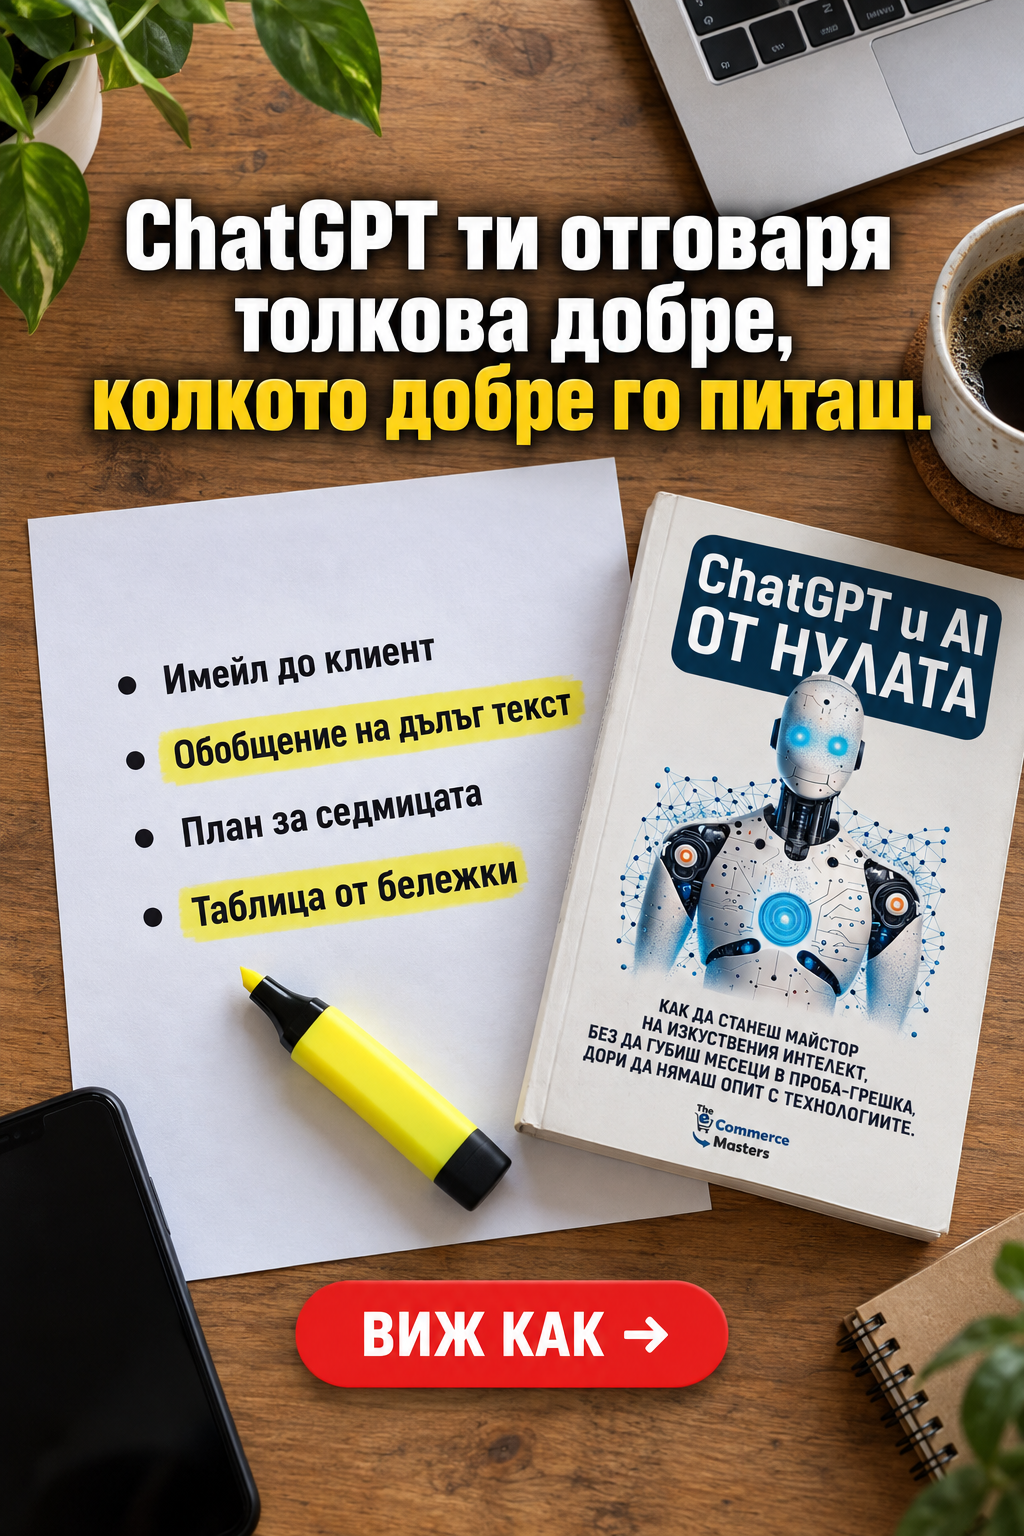 ChatGPT ти отговаря
толкова добре,
колкото добре го питаш.
Имейл до клиент
Обобщение на дълъг текст
План за седмицата
Таблица от бележки
ChatGPT и AI
ОТ НУЛАТА
КАК ДА СТАНЕШ МАЙСТОР
НА ИЗКУСТВЕНИЯ ИНТЕЛЕКТ,
БЕЗ ДА ГУБИШ МЕСЕЦИ В ПРОБА-ГРЕШКА,
ДОРИ ДА НЯМАШ ОПИТ С ТЕХНОЛОГИИТЕ.
The
eCommerce
Masters
ВИЖ КАК →